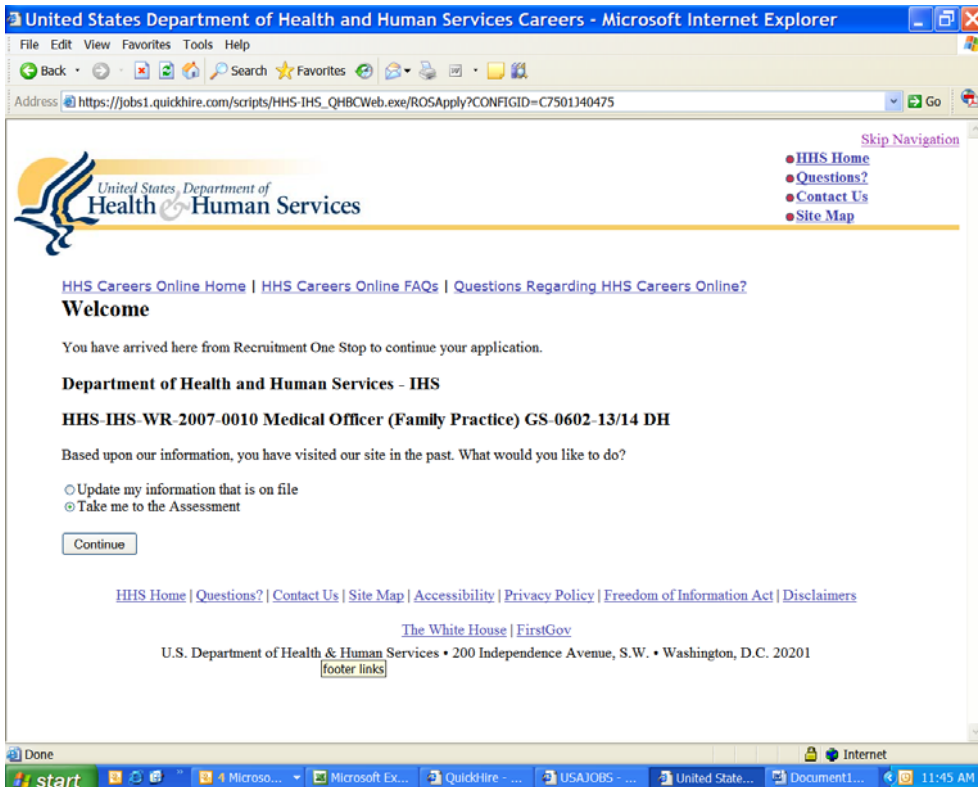 United States Department of Health and Human Services Careers - Microsoft Internet Explorer
File Edit View Favorites Tools Help
Back Search Favorites
Address https://jobs1.quickhire.com/scripts/HHS-IHS_QHBCWeb.exe/ROSApply?CONFIGID=C7501J40475 Go
Skip Navigation
HHS Home
Questions?
Contact Us
Site Map
United States Department of
Health & Human Services
HHS Careers Online Home | HHS Careers Online FAQs | Questions Regarding HHS Careers Online?
Welcome
You have arrived here from Recruitment One Stop to continue your application.
Department of Health and Human Services - IHS
HHS-IHS-WR-2007-0010 Medical Officer (Family Practice) GS-0602-13/14 DH
Based upon our information, you have visited our site in the past. What would you like to do?
Update my information that is on file
Take me to the Assessment
Continue
HHS Home | Questions? | Contact Us | Site Map | Accessibility | Privacy Policy | Freedom of Information Act | Disclaimers
The White House | FirstGov
U.S. Department of Health & Human Services • 200 Independence Avenue, S.W. • Washington, D.C. 20201
footer links
Done Internet
start 4 Microso... Microsoft Ex... QuickHire - ... USAJOBS - ... United State... Document1... 11:45 AM